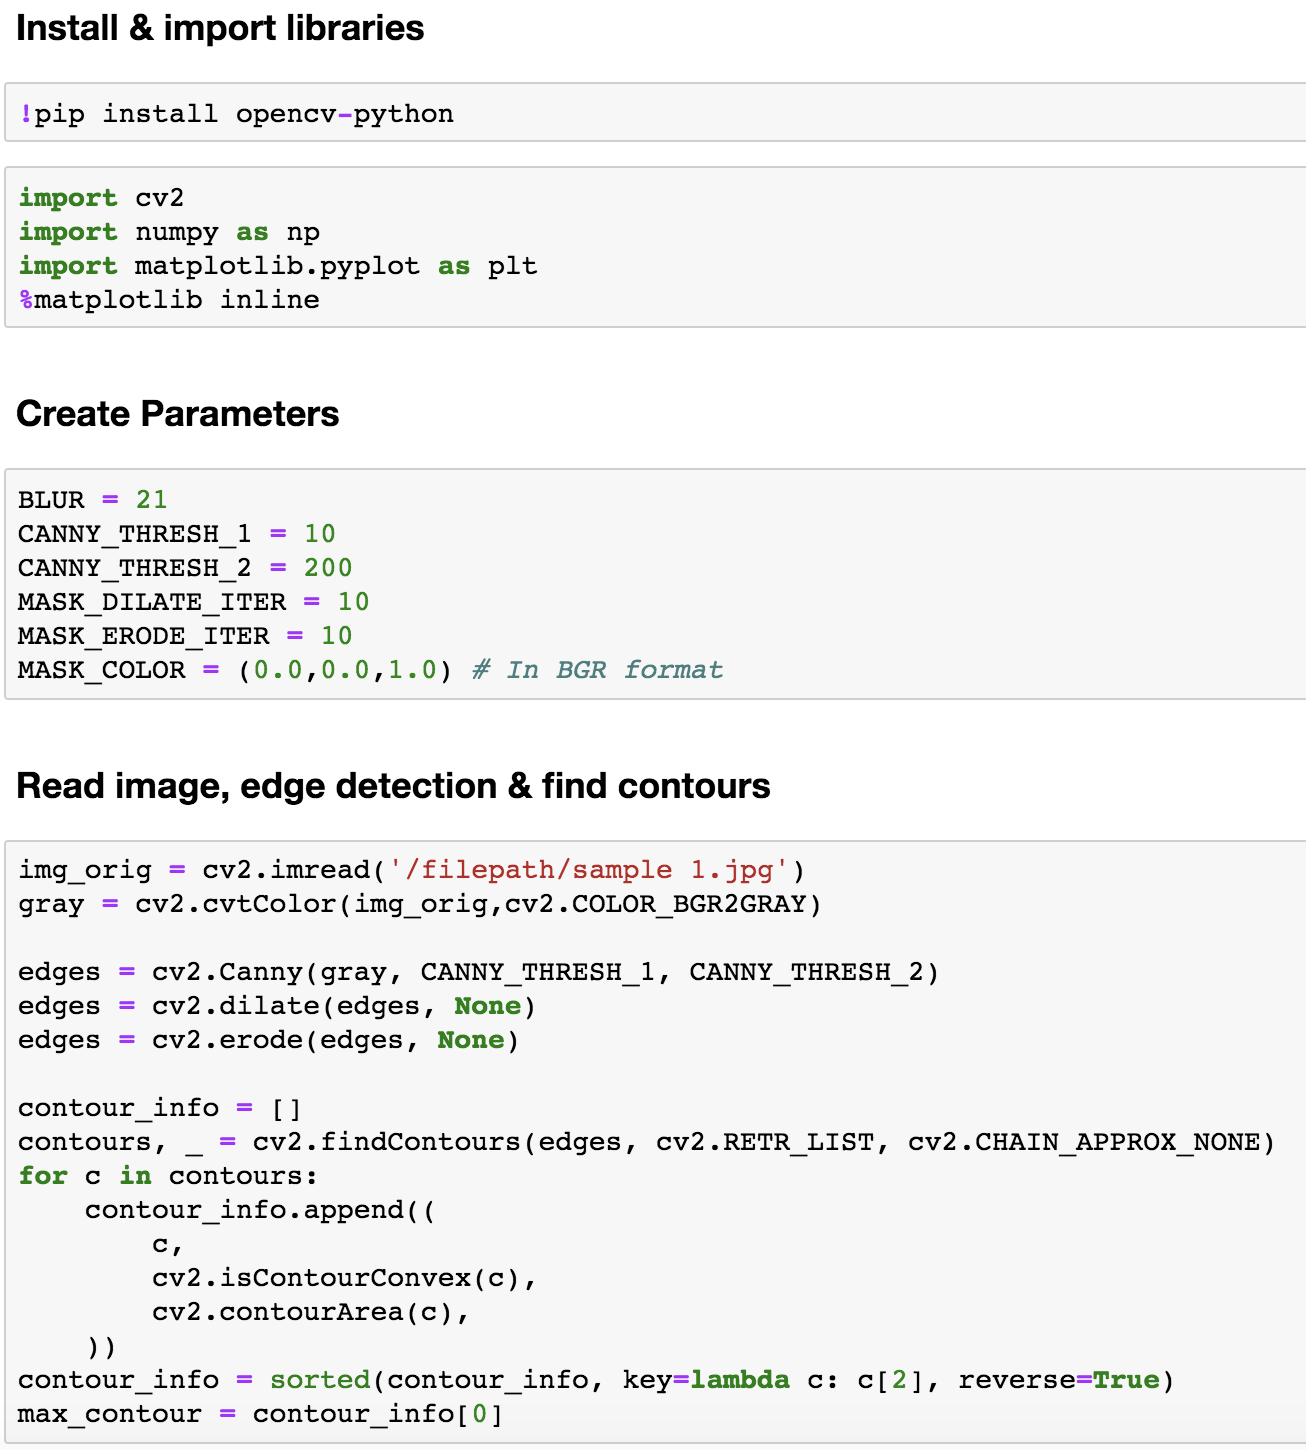 Install & import libraries
!pip install opencv-python
import cv2
import numpy as np
import matplotlib.pyplot as plt
%matplotlib inline
Create Parameters
BLUR = 21
CANNY_THRESH_1 = 10
CANNY_THRESH_2 = 200
MASK_DILATE_ITER = 10
MASK_ERODE_ITER = 10
MASK_COLOR = (0.0,0.0,1.0) # In BGR format
Read image, edge detection & find contours
img_orig = cv2.imread('/filepath/sample 1.jpg')
gray = cv2.cvtColor(img_orig,cv2.COLOR_BGR2GRAY)
edges = cv2.Canny(gray, CANNY_THRESH_1, CANNY_THRESH_2)
edges = cv2.dilate(edges, None)
edges = cv2.erode(edges, None)
contour_info = []
contours, _ = cv2.findContours(edges, cv2.RETR_LIST, cv2.CHAIN_APPROX_NONE)
for c in contours:
    contour_info.append((
        c,
        cv2.isContourConvex(c),
        cv2.contourArea(c),
    ))
contour_info = sorted(contour_info, key=lambda c: c[2], reverse=True)
max_contour = contour_info[0]